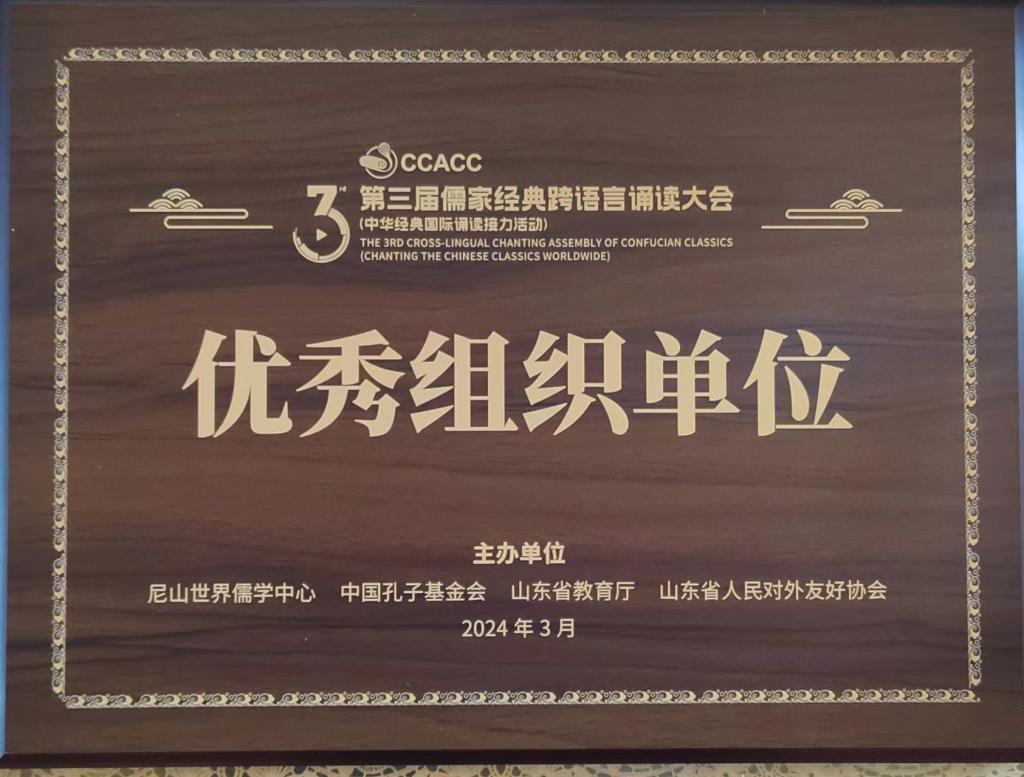 CCACC
3rd
第三届儒家经典跨语言诵读大会
(中华经典国际诵读接力活动)
THE 3RD CROSS-LINGUAL CHANTING ASSEMBLY OF CONFUCIAN CLASSICS
(CHANTING THE CHINESE CLASSICS WORLDWIDE)
优秀组织单位
主办单位
尼山世界儒学中心 中国孔子基金会 山东省教育厅 山东省人民对外友好协会
2024 年 3 月